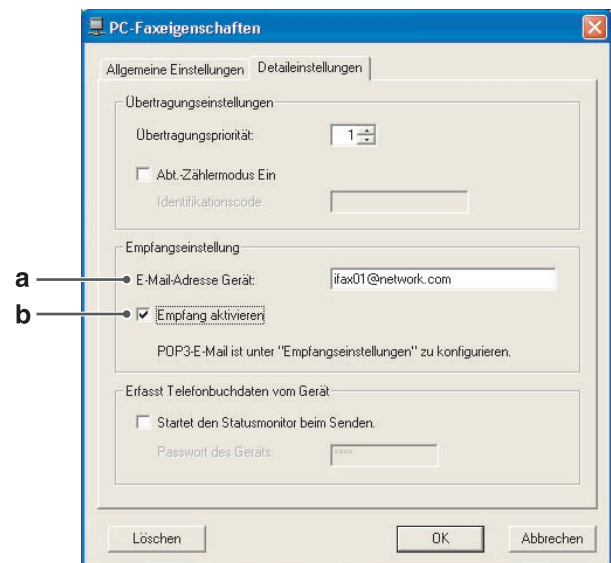 PC-Faxeigenschaften
Allgemeine Einstellungen Detaileinstellungen
Übertragungseinstellungen
Übertragungspriorität: 1
Abt.-Zählermodus Ein
Identifikationscode
Empfangseinstellung
a E-Mail-Adresse Gerät: ifax01@network.com
b Empfang aktivieren
POP3-E-Mail ist unter "Empfangseinstellungen" zu konfigurieren.
Erfasst Telefonbuchdaten vom Gerät
Startet den Statusmonitor beim Senden.
Passwort des Geräts: ****
Löschen OK Abbrechen